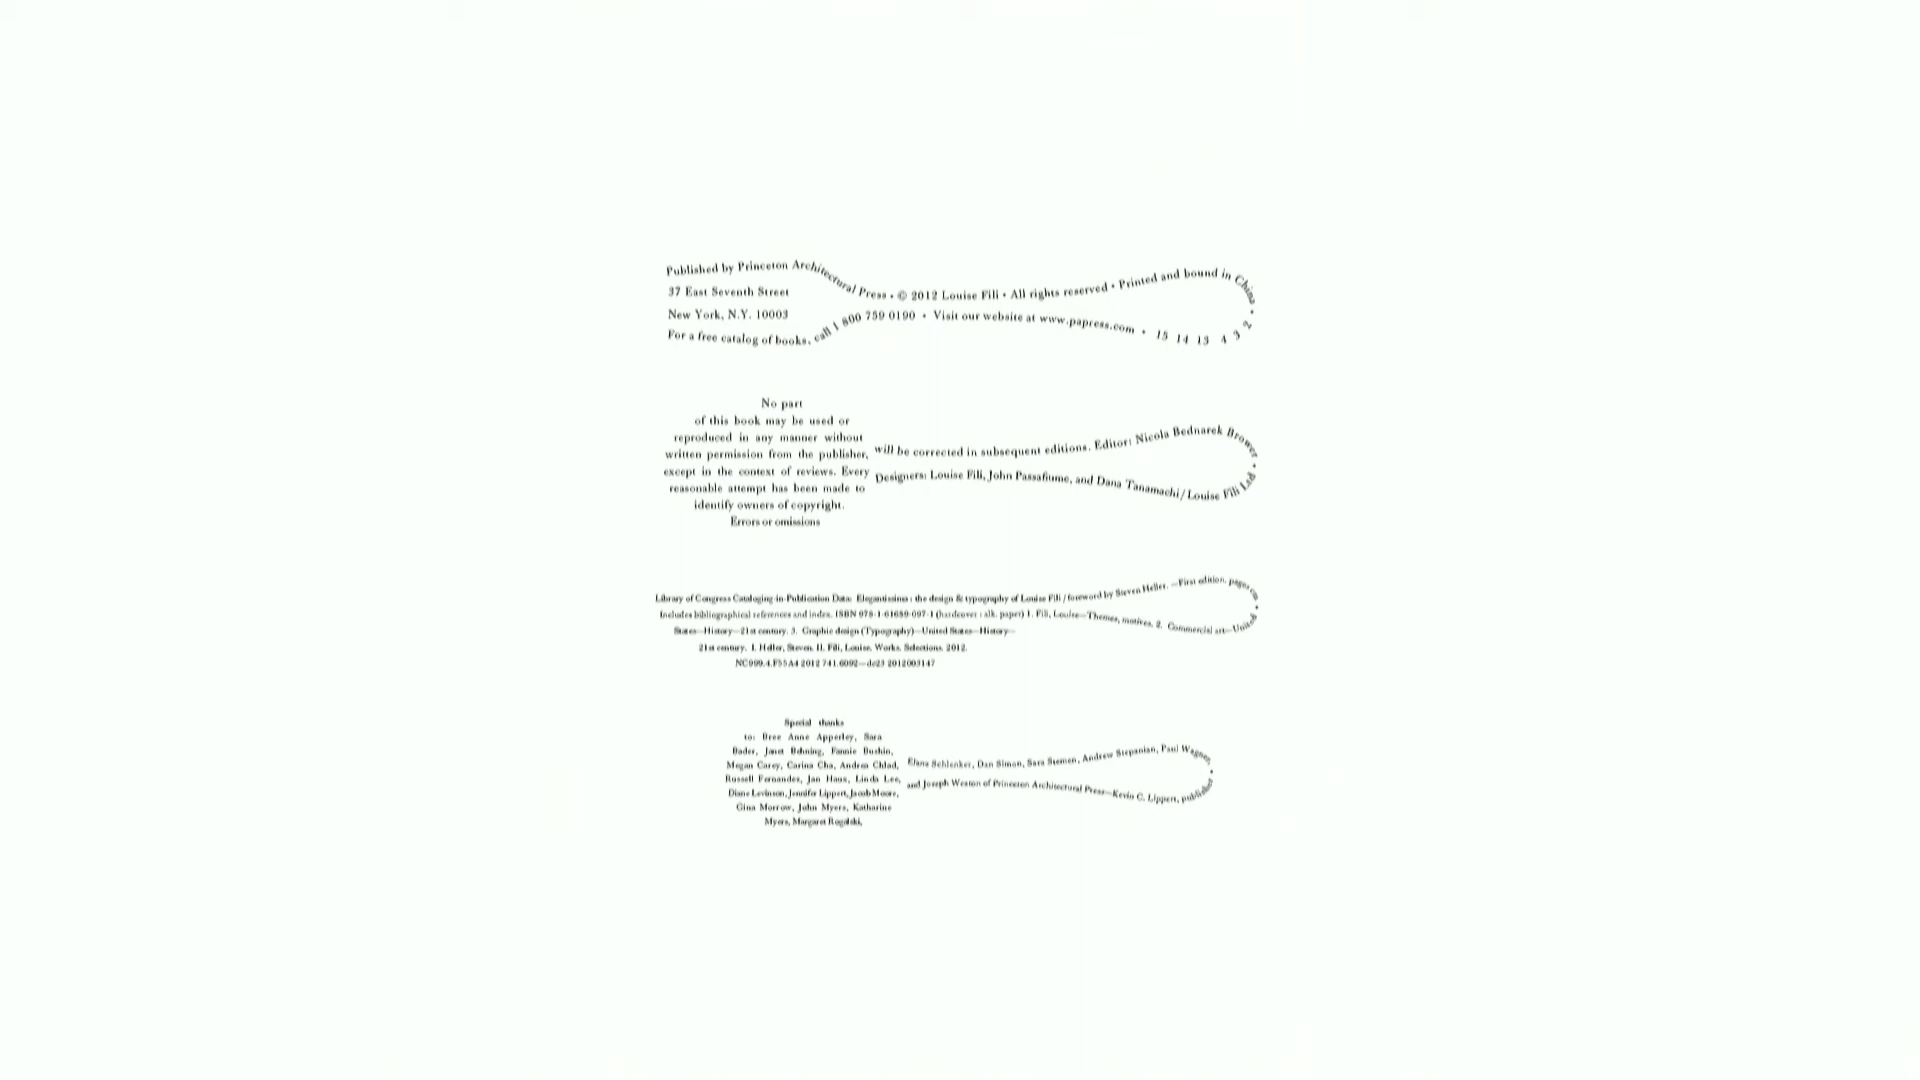 Published by Princeton Architectural Press • © 2012 Louise Fili • All rights reserved • Printed and bound in China •
37 East Seventh Street
New York, N.Y. 10003
For a free catalog of books, call 1 800 759 0190 • Visit our website at www.papress.com • 15 14 13 4 3 2
No part
of this book may be used or
reproduced in any manner without
written permission from the publisher,
except in the context of reviews. Every
reasonable attempt has been made to
identify owners of copyright.
Errors or omissions
will be corrected in subsequent editions. Editor: Nicola Bednarek Brower •
Designers: Louise Fili, John Passafiume, and Dana Tanamachi/Louise Fili Ltd
Library of Congress Cataloging-in-Publication Data: Elegantissima : the design & typography of Louise Fili / foreword by Steven Heller. —First edition. pages cm •
Includes bibliographical references and index. ISBN 978-1-61689-097-1 (hardcover : alk. paper) 1. Fili, Louise—Themes, motives. 2. Commercial art—United
States—History—21st century. 3. Graphic design (Typography)—United States—History—
21st century. I. Heller, Steven. II. Fili, Louise. Works. Selections. 2012.
NC999.4.F55A4 2012 741.6092—dc23 2012003147
Special thanks
to: Bree Anne Apperley, Sara
Bader, Janet Behning, Fannie Bushin,
Megan Carey, Carina Cha, Andrea Chlad,
Russell Fernandes, Jan Haux, Linda Lee,
Diane Levinson, Jennifer Lippert, Jacob Moore,
Gina Morrow, John Myers, Katharine
Myers, Margaret Rogalski,
Elana Schlenker, Dan Simon, Sara Stemen, Andrew Stepanian, Paul Wagner, •
and Joseph Weston of Princeton Architectural Press—Kevin C. Lippert, publisher